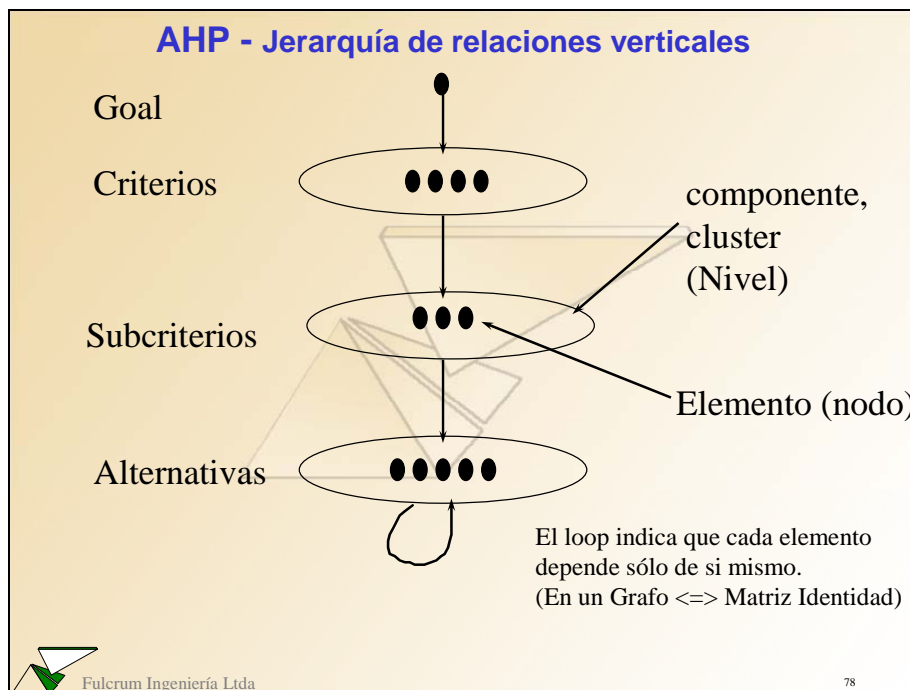 AHP - Jerarquía de relaciones verticales
Goal
Criterios
componente,
cluster
(Nivel)
Subcriterios
Elemento (nodo)
Alternativas
El loop indica que cada elemento
depende sólo de si mismo.
(En un Grafo <=> Matriz Identidad)
Fulcrum Ingeniería Ltda
78